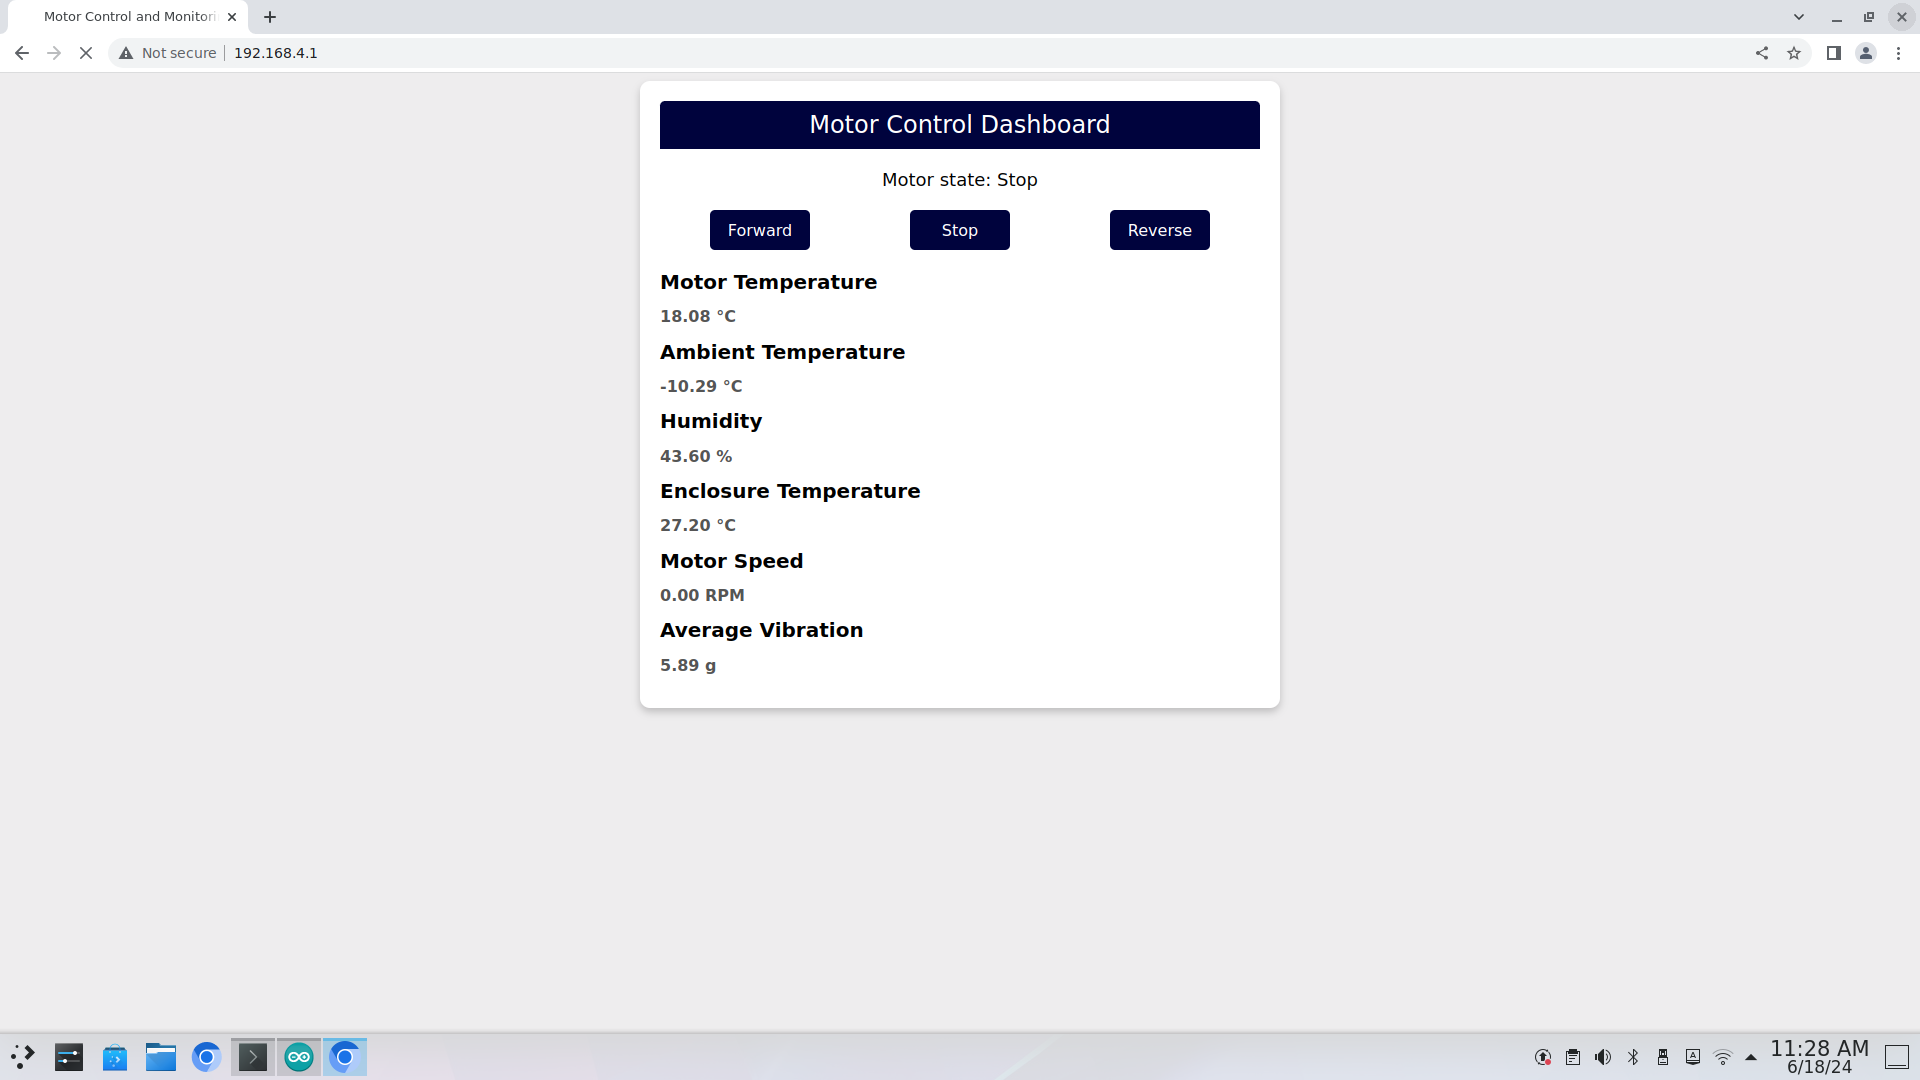 Motor Control and Monitori
Not secure
192.168.4.1
Motor Control Dashboard
Motor state: Stop
Forward
Stop
Reverse
Motor Temperature
18.08 °C
Ambient Temperature
-10.29 °C
Humidity
43.60 %
Enclosure Temperature
27.20 °C
Motor Speed
0.00 RPM
Average Vibration
5.89 g
11:28 AM
6/18/24